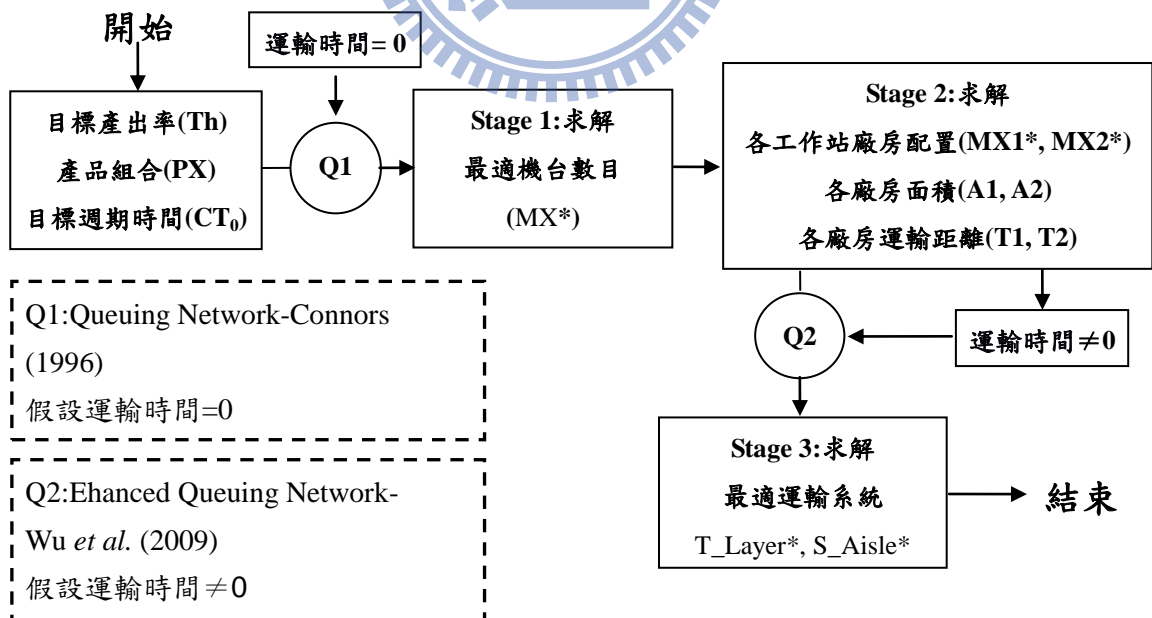 開始
運輸時間= 0
目標產出率(Th)
產品組合(PX)
目標週期時間(CT₀)
Q1
Stage 1:求解
最適機台數目
(MX*)
Stage 2:求解
各工作站廠房配置(MX1*, MX2*)
各廠房面積(A1, A2)
各廠房運輸距離(T1, T2)
Q2
運輸時間≠0
Stage 3:求解
最適運輸系統
T_Layer*, S_Aisle*
結束
Q1:Queuing Network-Connors
(1996)
假設運輸時間=0
Q2:Ehanced Queuing Network-
Wu et al. (2009)
假設運輸時間≠0